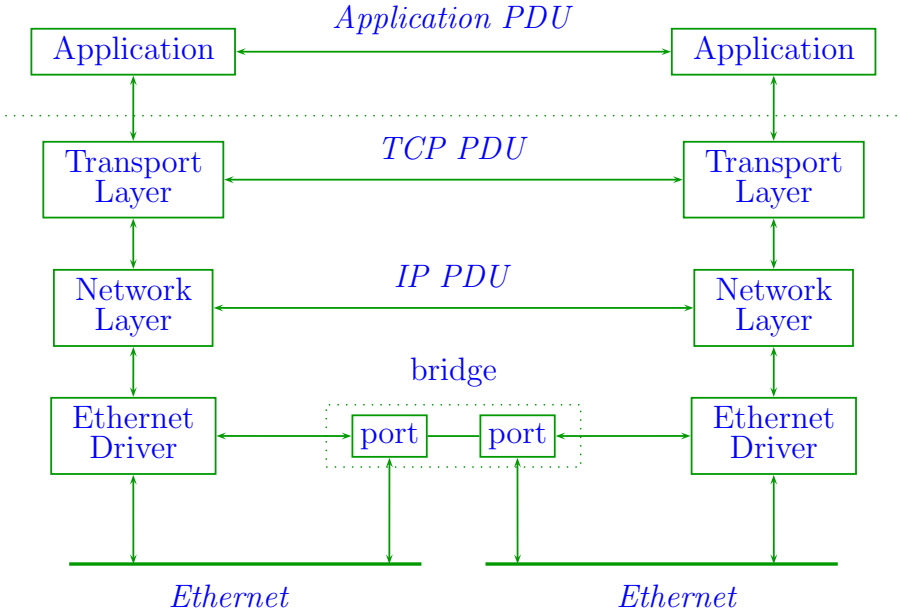 Application PDU
Application
Application
TCP PDU
Transport
Layer
Transport
Layer
IP PDU
Network
Layer
Network
Layer
bridge
Ethernet
Driver
port
port
Ethernet
Driver
Ethernet
Ethernet